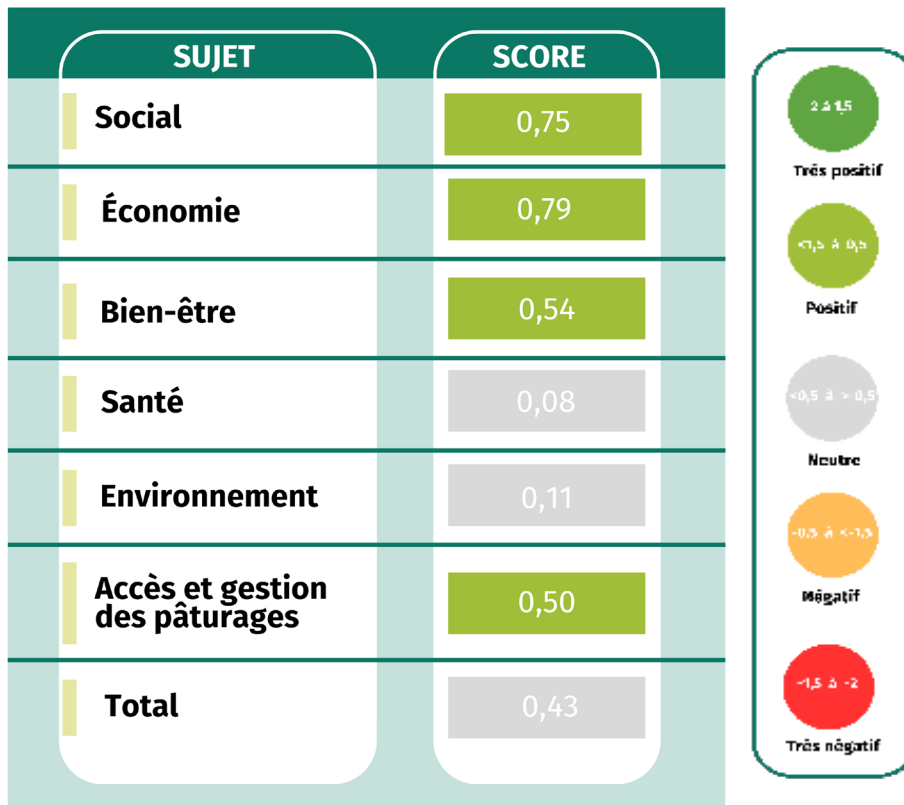 SUJET SCORE
Social 0,75
Économie 0,79
Bien-être 0,54
Santé 0,08
Environnement 0,11
Accès et gestion
des pâturages 0,50
Total 0,43
2 à 1,5
Très positif
<1,5 à 0,5
Positif
<0,5 à > 0,5
Neutre
-0,5 à <-1,5
Négatif
-1,5 à -2
Très négatif